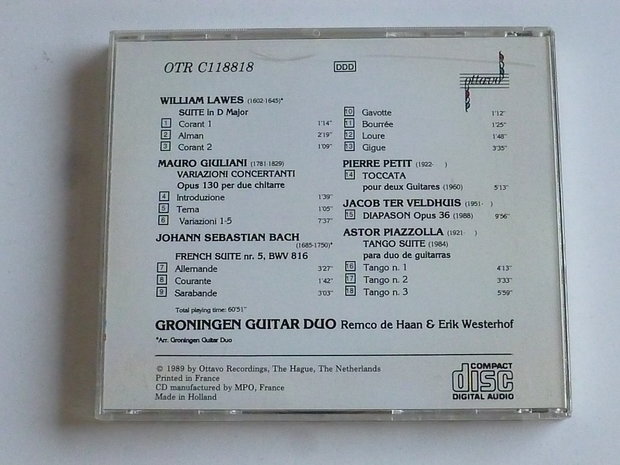 OTR C118818
DDD
ottavo
WILLIAM LAWES (1602-1645)*
SUITE in D Major
1 Corant 1 1'14"
2 Alman 2'19"
3 Corant 2 1'09"
MAURO GIULIANI (1781-1829)
VARIAZIONI CONCERTANTI
Opus 130 per due chitarre
4 Introduzione 1'39"
5 Tema 1'05"
6 Variazioni 1-5 7'37"
JOHANN SEBASTIAN BACH
(1685-1750)*
FRENCH SUITE nr. 5, BWV 816
7 Allemande 3'27"
8 Courante 1'42"
9 Sarabande 3'03"
Total playing time: 60'51"
10 Gavotte 1'12"
11 Bourrée 1'25"
12 Loure 1'48"
13 Gigue 3'35"
PIERRE PETIT (1922- )
14 TOCCATA
pour deux Guitares (1960) 5'13"
JACOB TER VELDHUIS (1951- )
15 DIAPASON Opus 36 (1988) 9'56"
ASTOR PIAZZOLLA (1921- )
TANGO SUITE (1984)
para duo de guitarras
16 Tango n. 1 4'13"
17 Tango n. 2 3'33"
18 Tango n. 3 5'59"
GRONINGEN GUITAR DUO Remco de Haan & Erik Westerhof
*Arr. Groningen Guitar Duo
© 1989 by Ottavo Recordings, The Hague, The Netherlands
Printed in France
CD manufactured by MPO, France
Made in Holland
COMPACT
disc
DIGITAL AUDIO